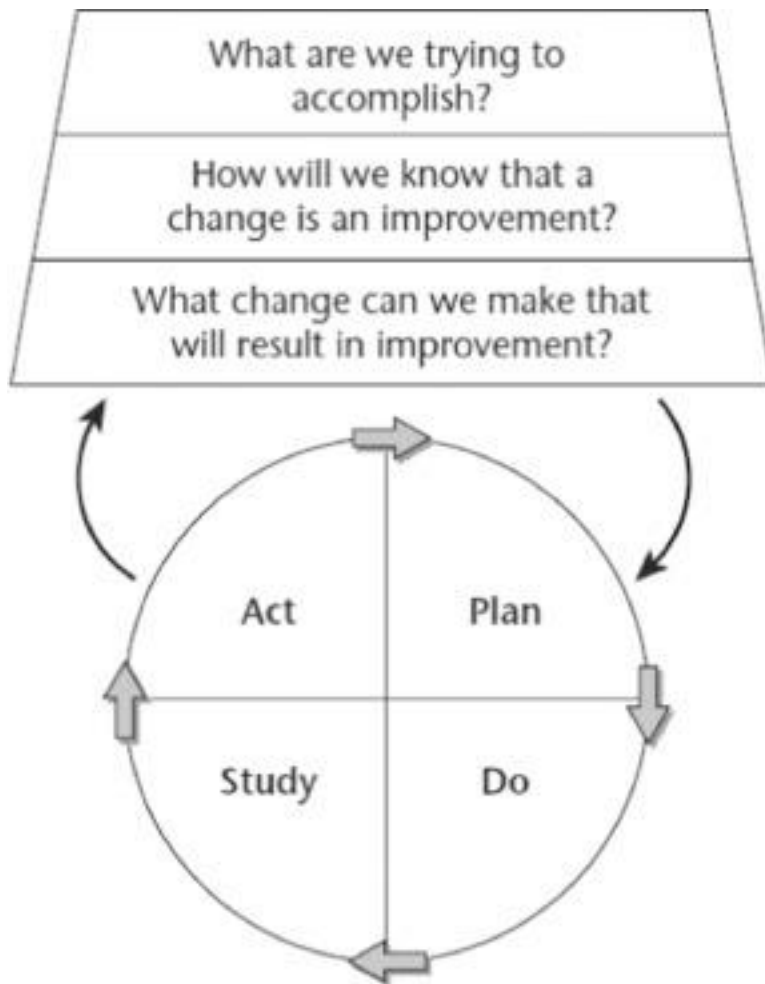 What are we trying to
accomplish?
How will we know that a
change is an improvement?
What change can we make that
will result in improvement?
Act
Plan
Study
Do